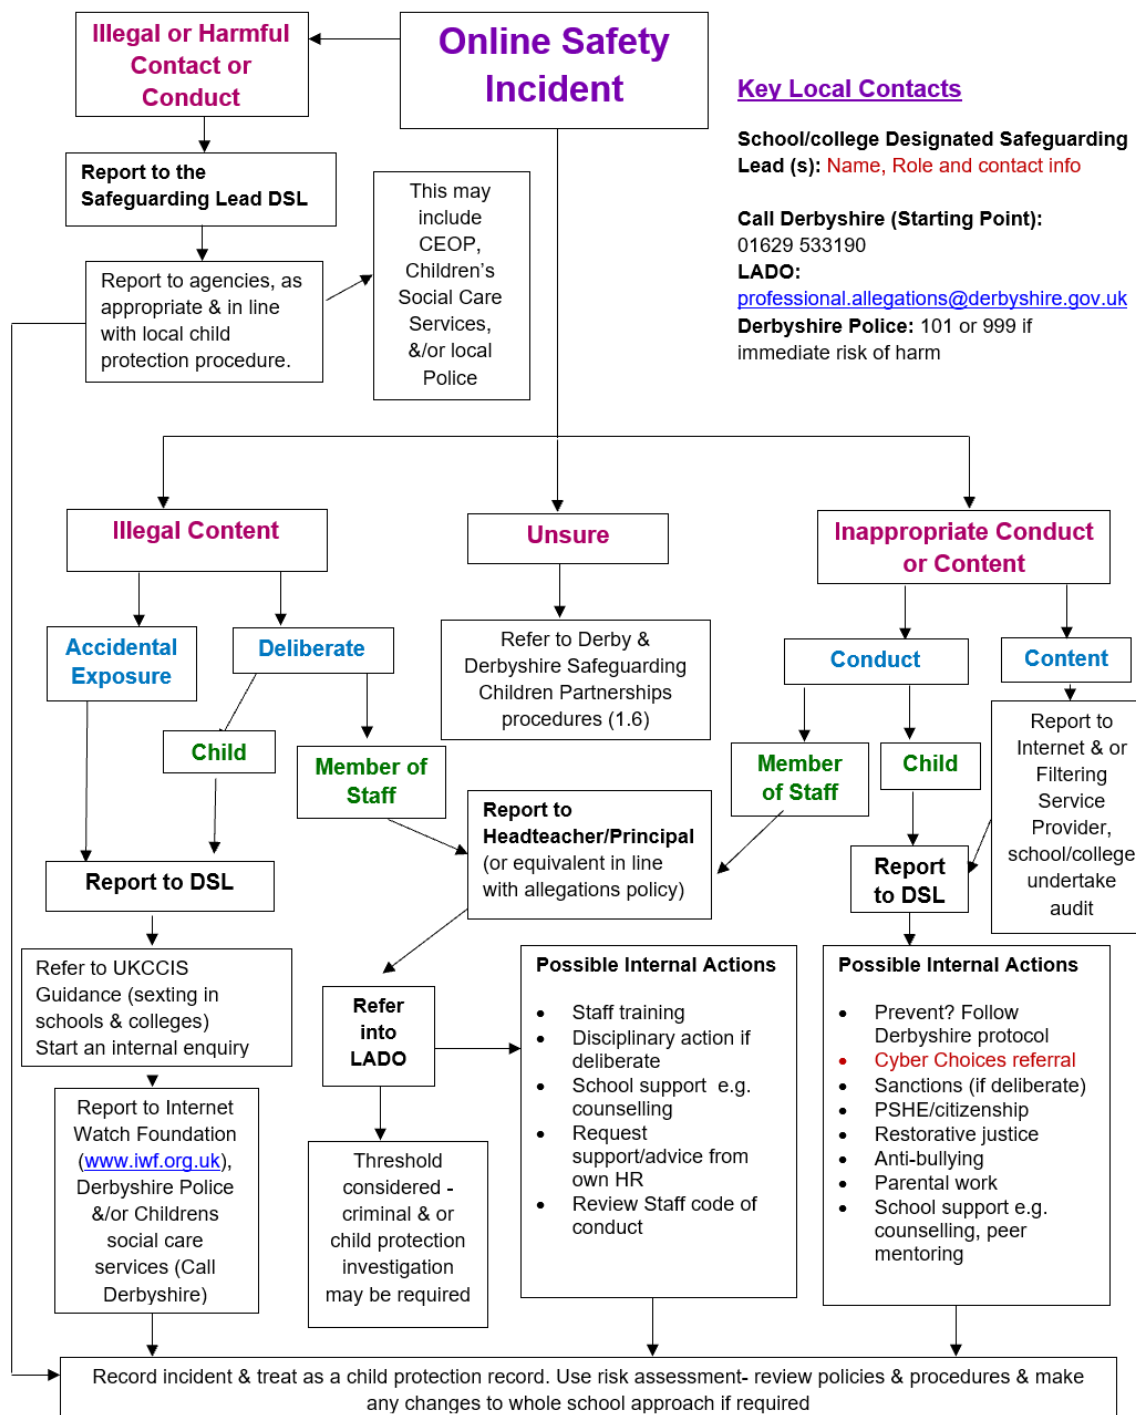 Illegal or Harmful
Contact or
Conduct
Online Safety
Incident
Key Local Contacts
School/college Designated Safeguarding
Lead (s): Name, Role and contact info
Call Derbyshire (Starting Point):
01629 533190
LADO:
professional.allegations@derbyshire.gov.uk
Derbyshire Police: 101 or 999 if
immediate risk of harm
Report to the
Safeguarding Lead DSL
This may
include
CEOP,
Children’s
Social Care
Services,
&/or local
Police
Report to agencies, as
appropriate & in line
with local child
protection procedure.
Illegal Content
Unsure
Inappropriate Conduct
or Content
Accidental
Exposure
Deliberate
Refer to Derby &
Derbyshire Safeguarding
Children Partnerships
procedures (1.6)
Conduct
Content
Child
Member of
Staff
Member
of Staff
Child
Report to
Internet & or
Filtering
Service
Provider,
school/college
undertake
audit
Report to
Headteacher/Principal
(or equivalent in line
with allegations policy)
Report to DSL
Report
to DSL
Refer to UKCCIS
Guidance (sexting in
schools & colleges)
Start an internal enquiry
Refer
into
LADO
Possible Internal Actions
• Staff training
• Disciplinary action if
deliberate
• School support e.g.
counselling
• Request
support/advice from
own HR
• Review Staff code of
conduct
Possible Internal Actions
• Prevent? Follow
Derbyshire protocol
• Cyber Choices referral
• Sanctions (if deliberate)
• PSHE/citizenship
• Restorative justice
• Anti-bullying
• Parental work
• School support e.g.
counselling, peer
mentoring
Report to Internet
Watch Foundation
(www.iwf.org.uk),
Derbyshire Police
&/or Childrens
social care
services (Call
Derbyshire)
Threshold
considered -
criminal & or
child protection
investigation
may be required
Record incident & treat as a child protection record. Use risk assessment- review policies & procedures & make
any changes to whole school approach if required